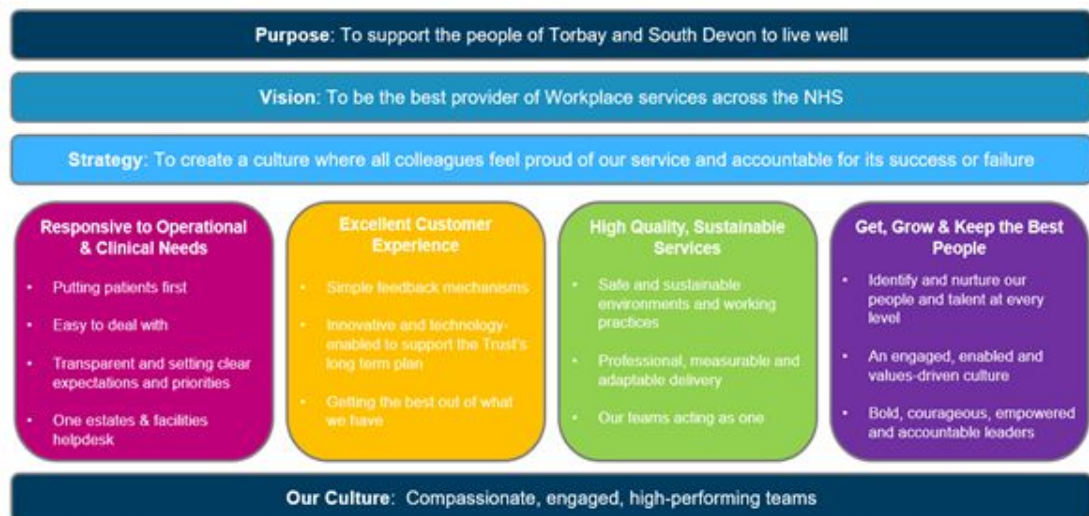 Purpose: To support the people of Torbay and South Devon to live well
Vision: To be the best provider of Workplace services across the NHS
Strategy: To create a culture where all colleagues feel proud of our service and accountable for its success or failure
Responsive to Operational
& Clinical Needs
• Putting patients first
• Easy to deal with
• Transparent and setting clear
expectations and priorities
• One estates & facilities
helpdesk
Excellent Customer
Experience
• Simple feedback mechanisms
• Innovative and technology-
enabled to support the Trust's
long term plan
• Getting the best out of what
we have
High Quality, Sustainable
Services
• Safe and sustainable
environments and working
practices
• Professional, measurable and
adaptable delivery
• Our teams acting as one
Get, Grow & Keep the Best
People
• Identify and nurture our
people and talent at every
level
• An engaged, enabled and
values-driven culture
• Bold, courageous, empowered
and accountable leaders
Our Culture: Compassionate, engaged, high-performing teams